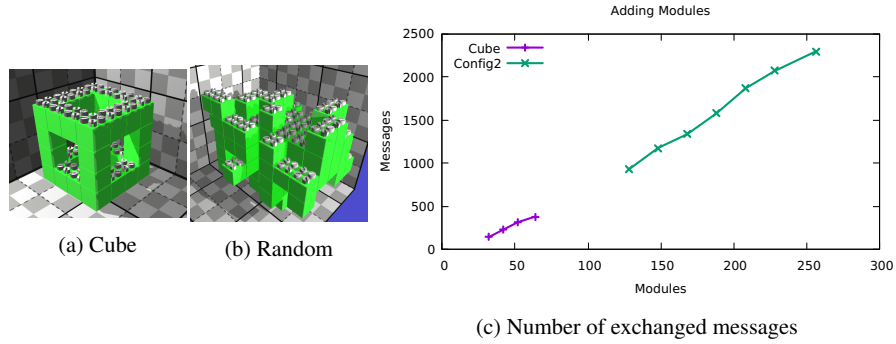 (a) Cube
(b) Random
Adding Modules
Cube
Config2
Messages
2500
2000
1500
1000
500
0
0 50 100 150 200 250 300
Modules
(c) Number of exchanged messages